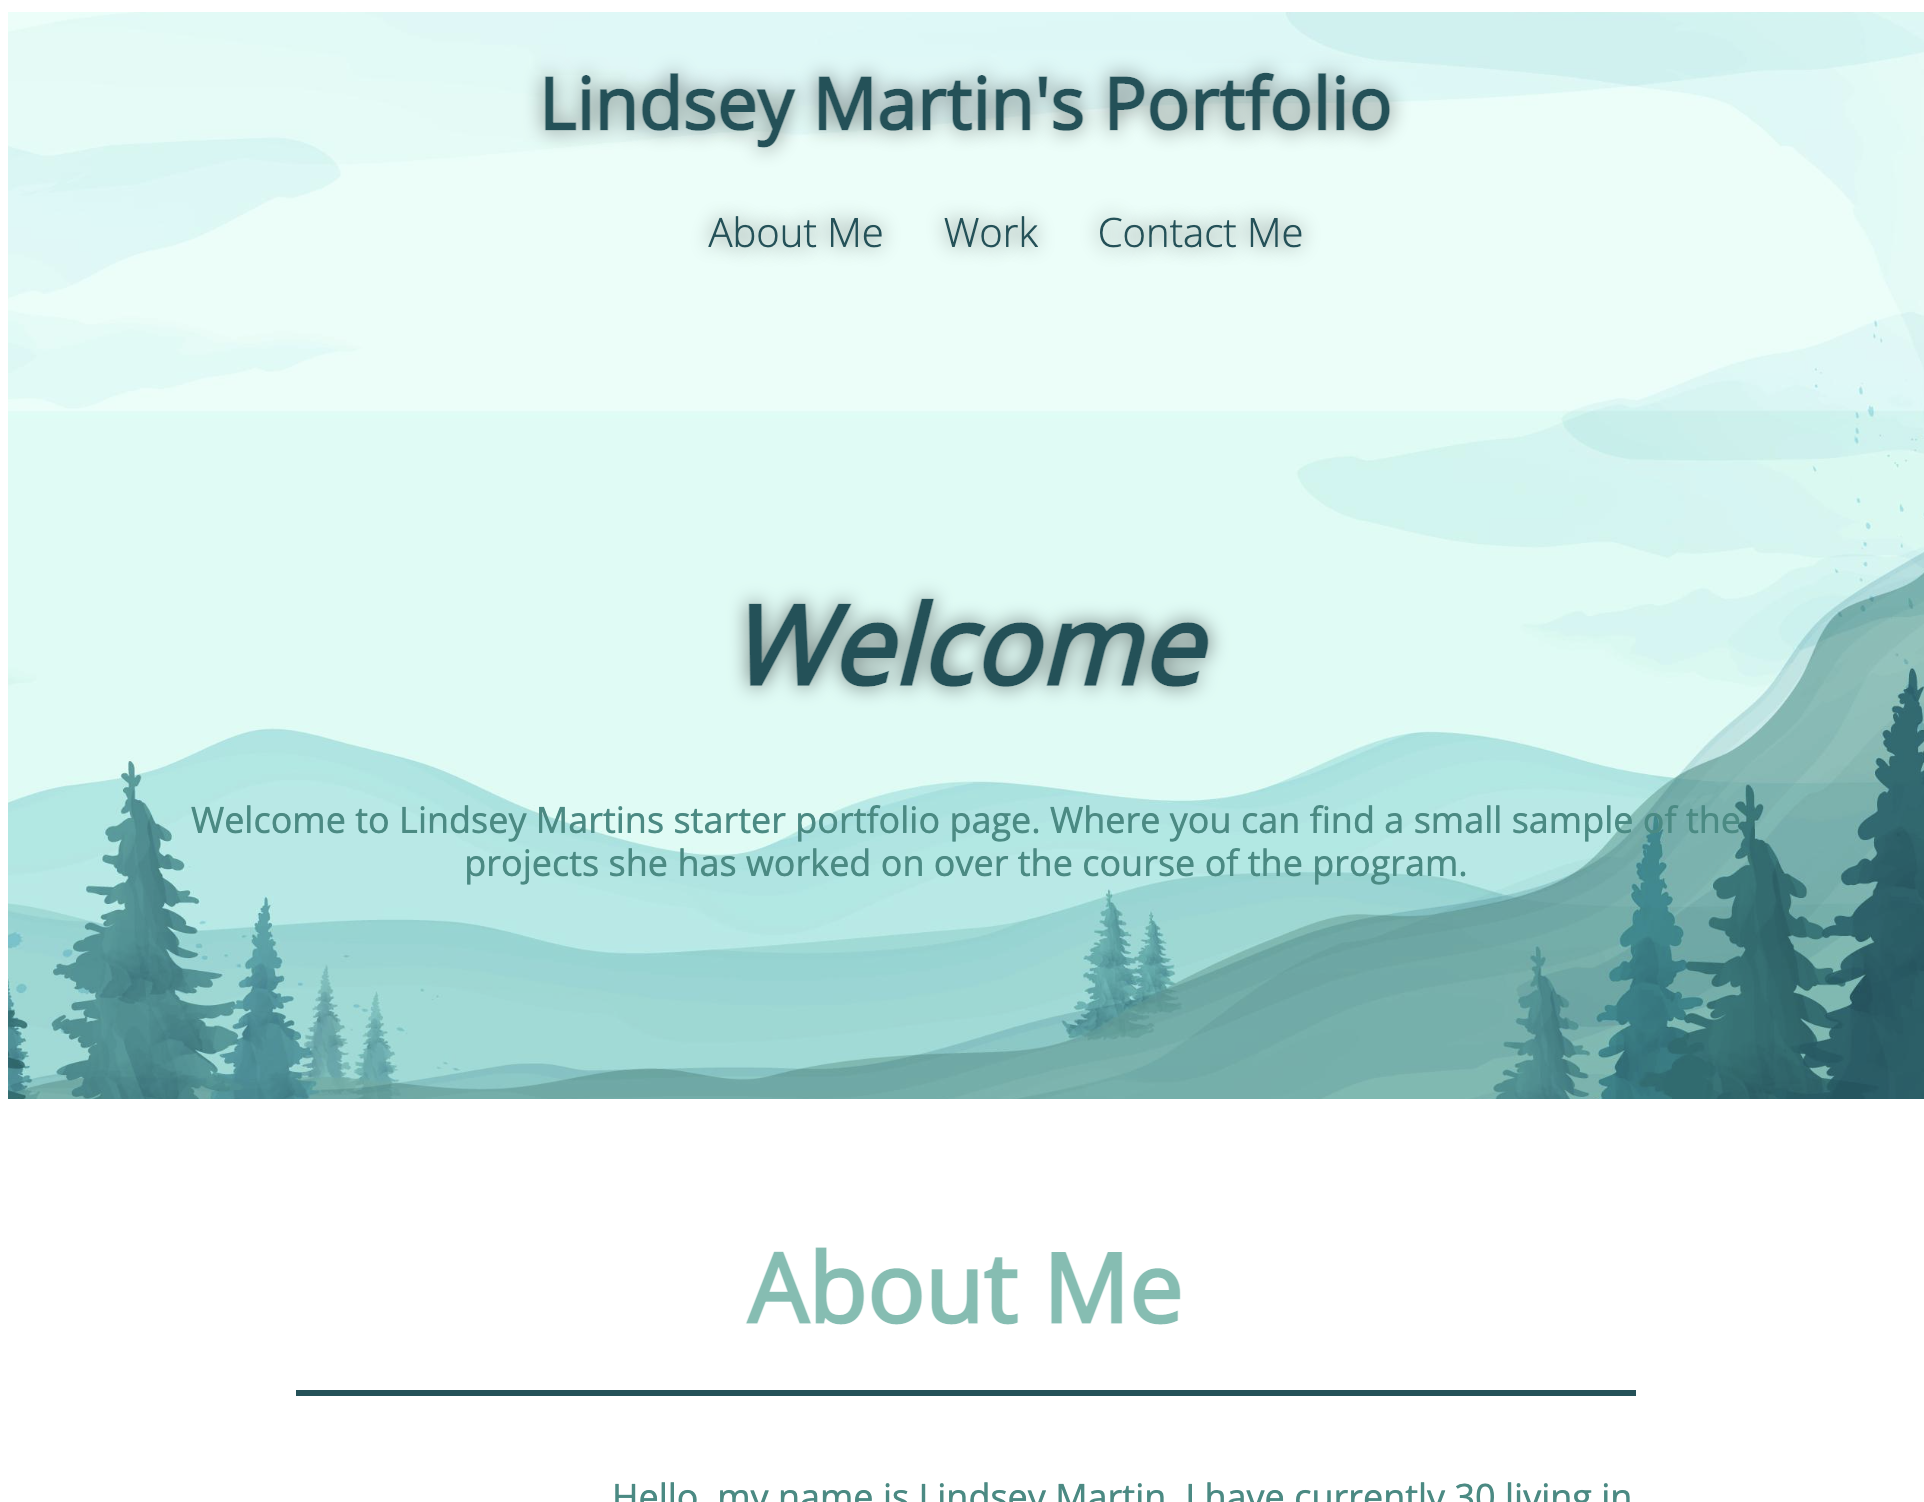 Lindsey Martin's Portfolio
About Me Work Contact Me
Welcome
Welcome to Lindsey Martins starter portfolio page. Where you can find a small sample of the
projects she has worked on over the course of the program.
About Me
Hello, my name is Lindsey Martin. I have currently 30 living in